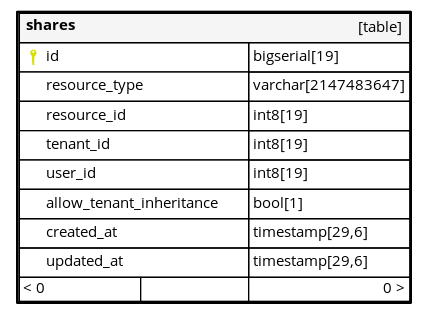 shares [table]
id bigserial[19]
resource_type varchar[2147483647]
resource_id int8[19]
tenant_id int8[19]
user_id int8[19]
allow_tenant_inheritance bool[1]
created_at timestamp[29,6]
updated_at timestamp[29,6]
< 0 0 >